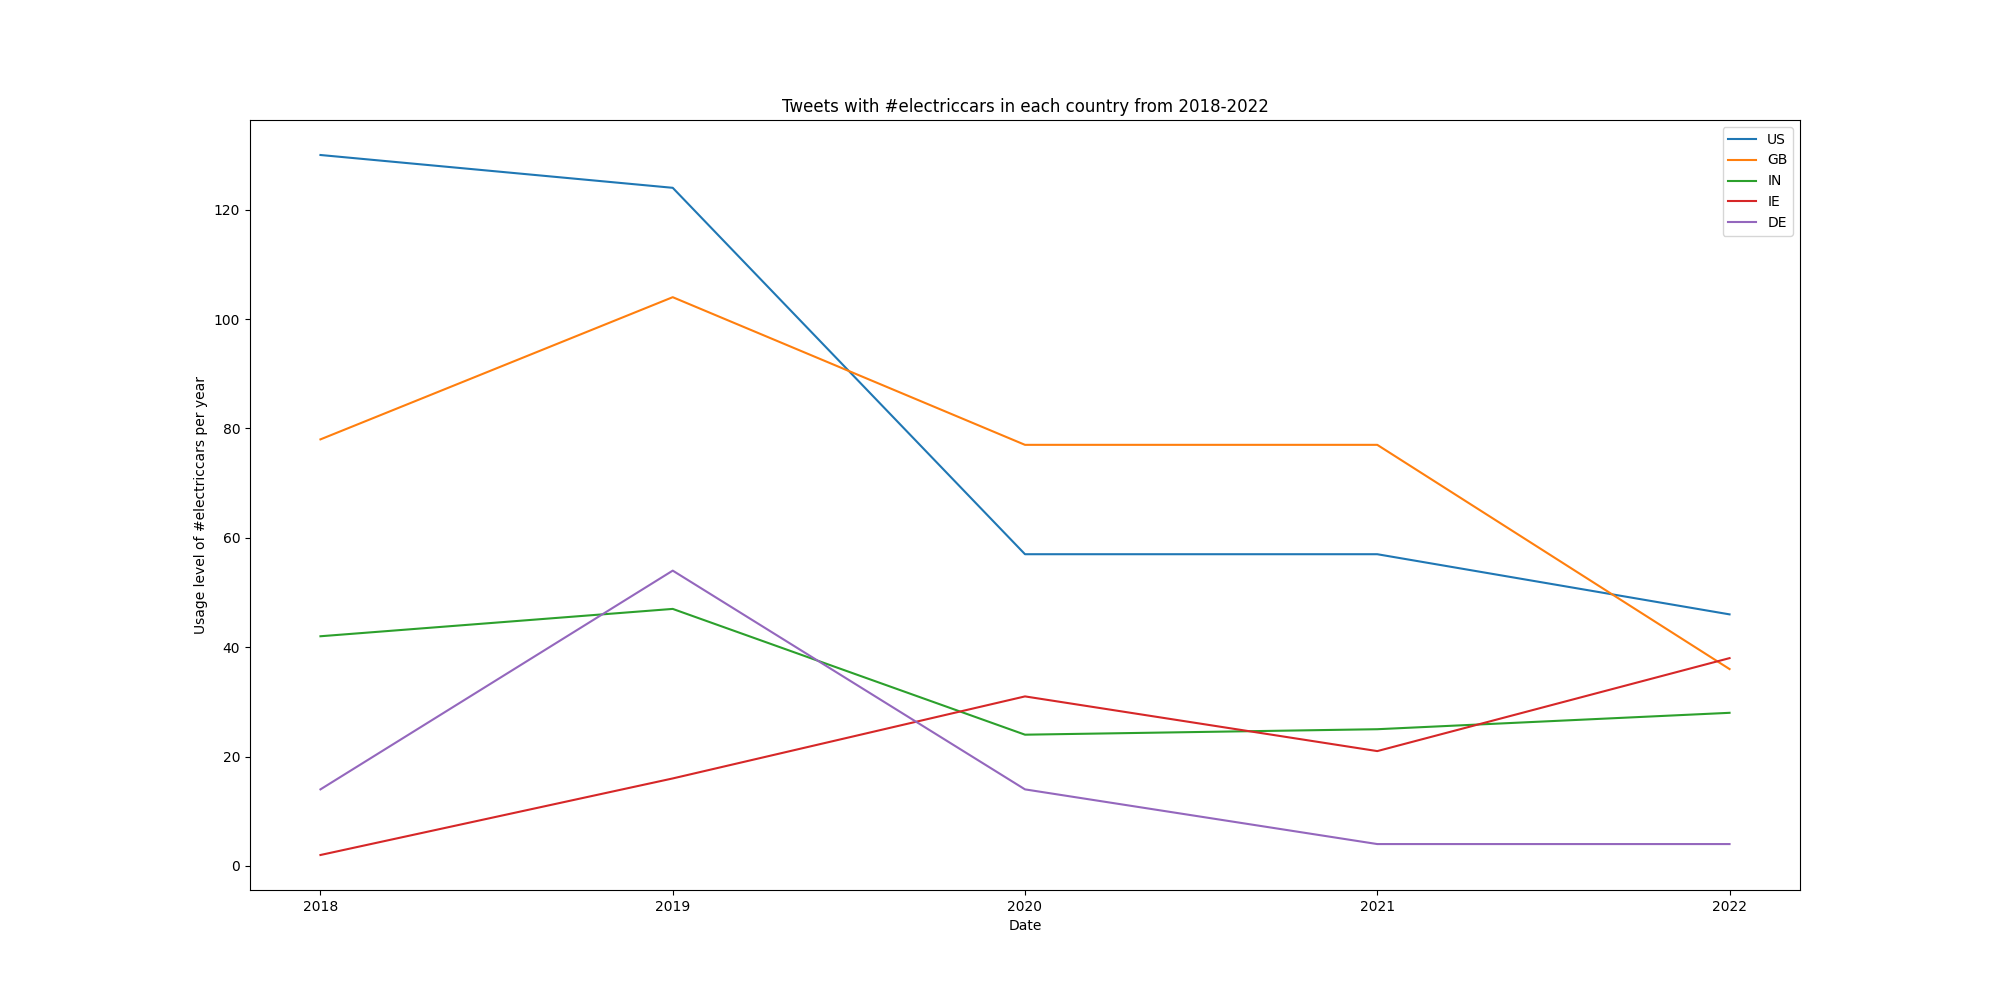 Tweets with #electriccars in each country from 2018-2022
US
GB
IN
IE
DE
Usage level of #electriccars per year
120
100
80
60
40
20
0
2018 2019 2020 2021 2022
Date